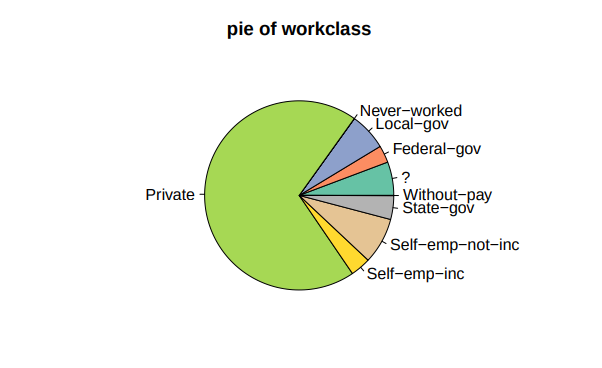 pie of workclass
Never−worked
Local−gov
Federal−gov
?
Private
Without−pay
State−gov
Self−emp−not−inc
Self−emp−inc